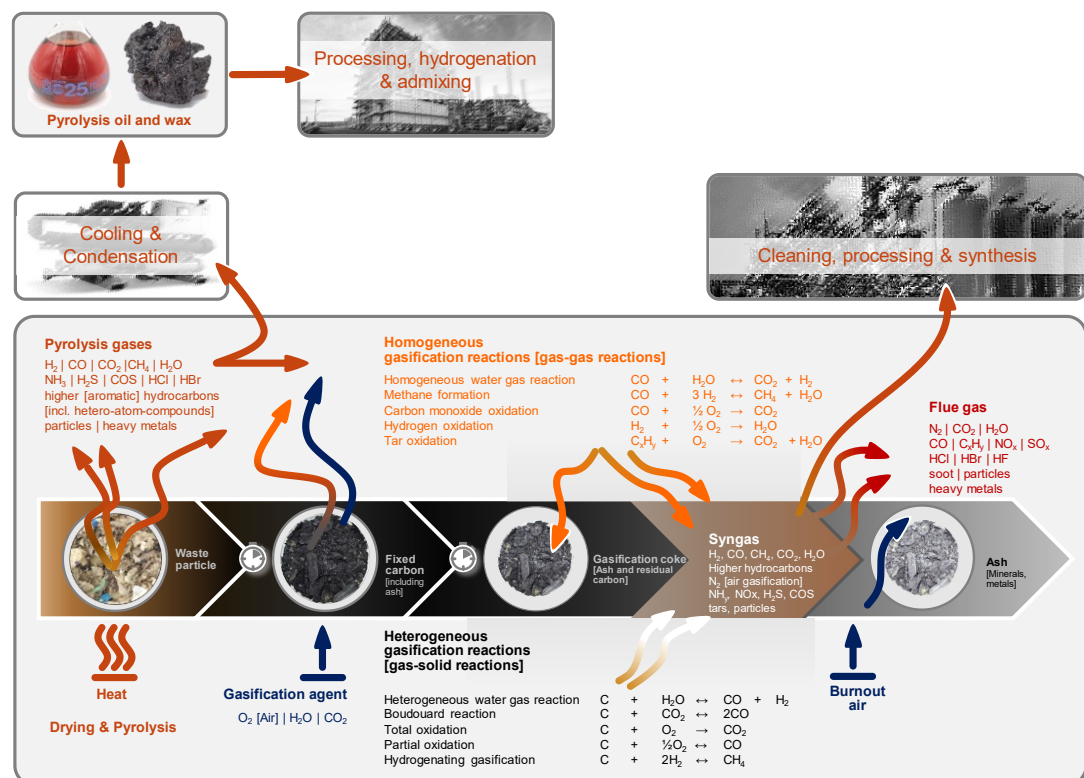 8525
Pyrolysis oil and wax
Processing, hydrogenation
& admixing
Cooling &
Condensation
Cleaning, processing & synthesis
Pyrolysis gases
H₂ | CO | CO₂ |CH₄ | H₂O
NH₃ | H₂S | COS | HCl | HBr
higher [aromatic] hydrocarbons
[incl. hetero-atom-compounds]
particles | heavy metals
Homogeneous
gasification reactions [gas-gas reactions]
Homogeneous water gas reaction CO + H₂O ↔ CO₂ + H₂
Methane formation CO + 3 H₂ ↔ CH₄ + H₂O
Carbon monoxide oxidation CO + ½ O₂ → CO₂
Hydrogen oxidation H₂ + ½ O₂ → H₂O
Tar oxidation CₓHᵧ + O₂ → CO₂ + H₂O
Flue gas
N₂ | CO₂ | H₂O
CO | CₓHᵧ | NOₓ | SOₓ
HCl | HBr | HF
soot | particles
heavy metals
Waste
particle
Fixed
carbon
[including
ash]
Gasification coke
[Ash and residual
carbon]
Syngas
H₂, CO, CH₄, CO₂, H₂O
Higher hydrocarbons
N₂ [air gasification]
NHᵧ, NOx, H₂S, COS
tars, particles
Ash
[Minerals,
metals]
Heat
Drying & Pyrolysis
Gasification agent
O₂ [Air] | H₂O | CO₂
Heterogeneous
gasification reactions
[gas-solid reactions]
Heterogeneous water gas reaction C + H₂O ↔ CO + H₂
Boudouard reaction C + CO₂ ↔ 2CO
Total oxidation C + O₂ → CO₂
Partial oxidation C + ½O₂ ↔ CO
Hydrogenating gasification C + 2H₂ ↔ CH₄
Burnout
air